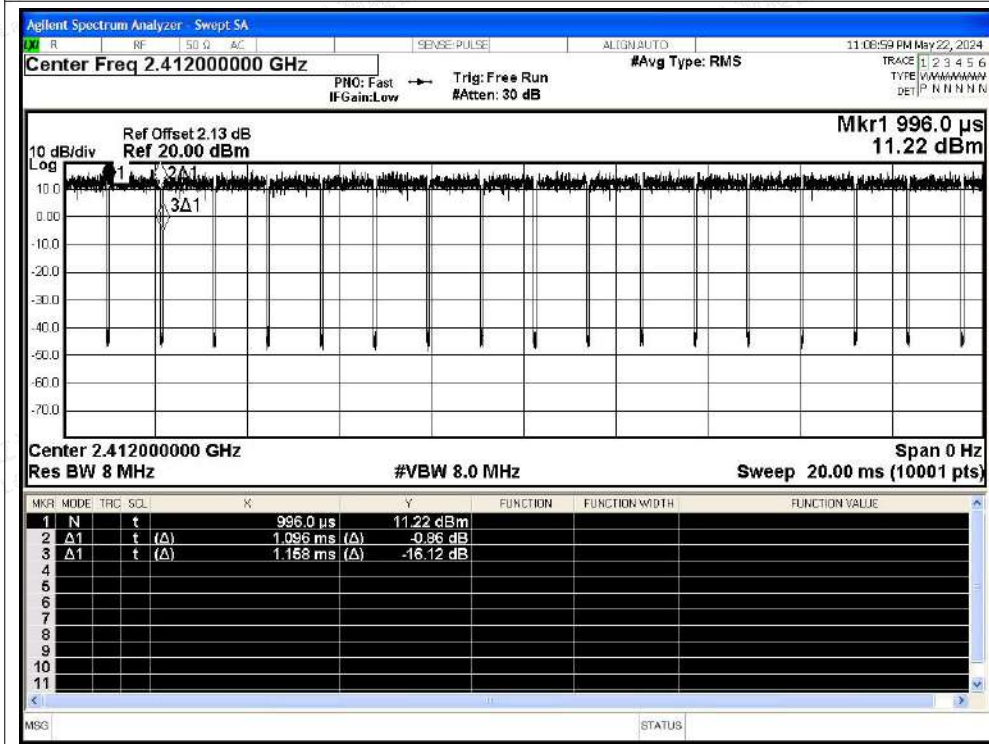 Agilent Spectrum Analyzer - Swept SA
LXI R RF 50 Ω AC SENSE:PULSE ALIGN AUTO 11:08:59 PM May 22, 2024
Center Freq 2.412000000 GHz #Avg Type: RMS TRACE 1 2 3 4 5 6
PNO: Fast Trig: Free Run TYPE
IFGain:Low #Atten: 30 dB DET P N N N N N
Mkr1 996.0 µs
Ref Offset 2.13 dB
10 dB/div Ref 20.00 dBm 11.22 dBm
Log
1 2Δ1
10.0
3Δ1
0.00
-10.0
-20.0
-30.0
-40.0
-50.0
-60.0
-70.0
Center 2.412000000 GHz Span 0 Hz
Res BW 8 MHz #VBW 8.0 MHz Sweep 20.00 ms (10001 pts)
MKR MODE TRC SCL X Y FUNCTION FUNCTION WIDTH FUNCTION VALUE
1 N t 996.0 µs 11.22 dBm
2 Δ1 t (Δ) 1.096 ms (Δ) -0.86 dB
3 Δ1 t (Δ) 1.158 ms (Δ) -16.12 dB
4
5
6
7
8
9
10
11
MSG STATUS